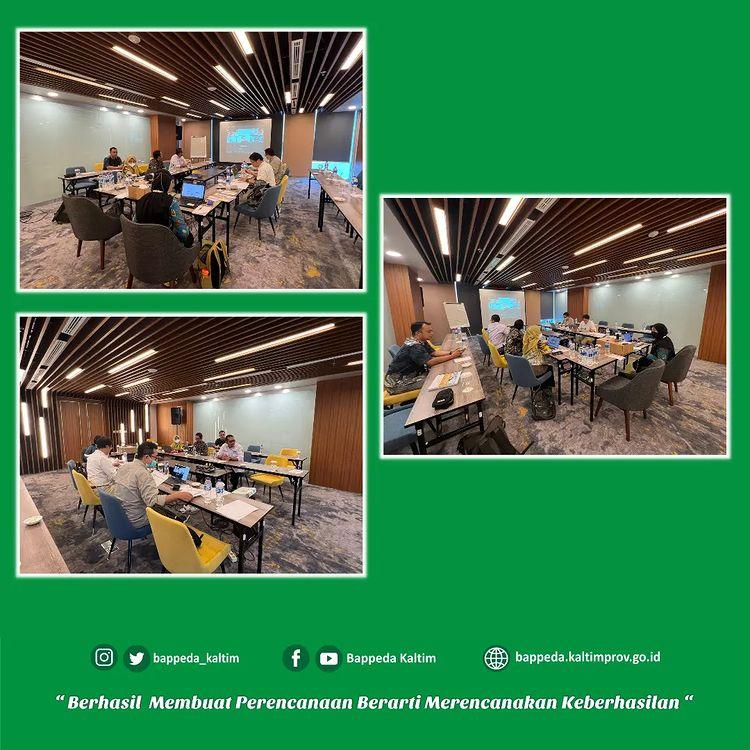 bappeda_kaltim
Bappeda Kaltim
bappeda.kaltimprov.go.id
“ Berhasil Membuat Perencanaan Berarti Merencanakan Keberhasilan “